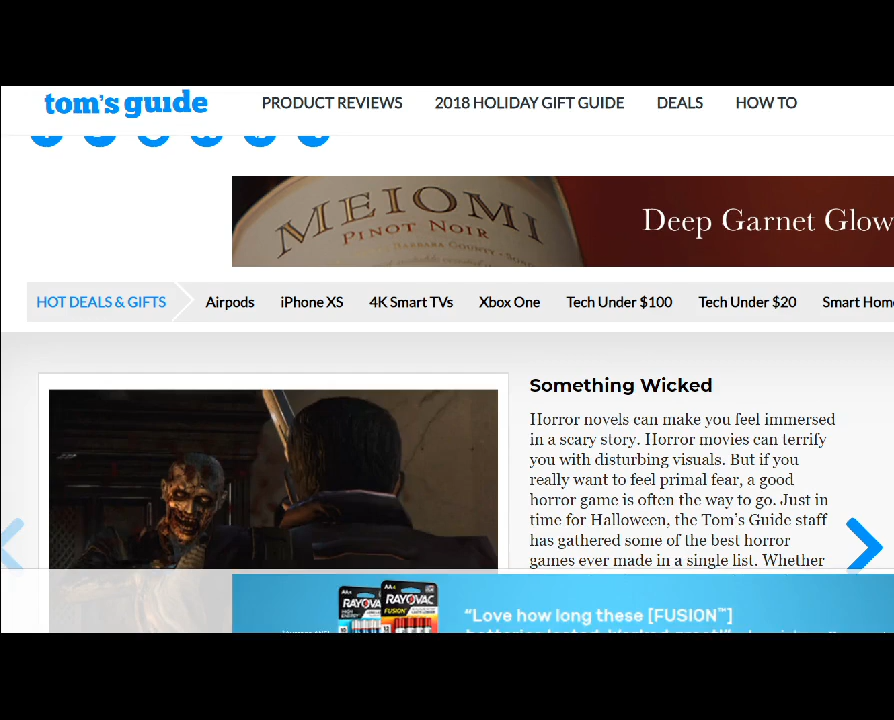 tom's guide
PRODUCT REVIEWS 2018 HOLIDAY GIFT GUIDE DEALS HOW TO
MEIOMI
PINOT NOIR
BARBARA COUNTY
Deep Garnet Glow
HOT DEALS & GIFTS Airpods iPhone XS 4K Smart TVs Xbox One Tech Under $100 Tech Under $20 Smart Hom
Something Wicked
Horror novels can make you feel immersed
in a scary story. Horror movies can terrify
you with disturbing visuals. But if you
really want to feel primal fear, a good
horror game is often the way to go. Just in
time for Halloween, the Tom's Guide staff
has gathered some of the best horror
games ever made in a single list. Whether
RAYOVAC
RAYOVAC
FUSION
"Love how long these [FUSION™]